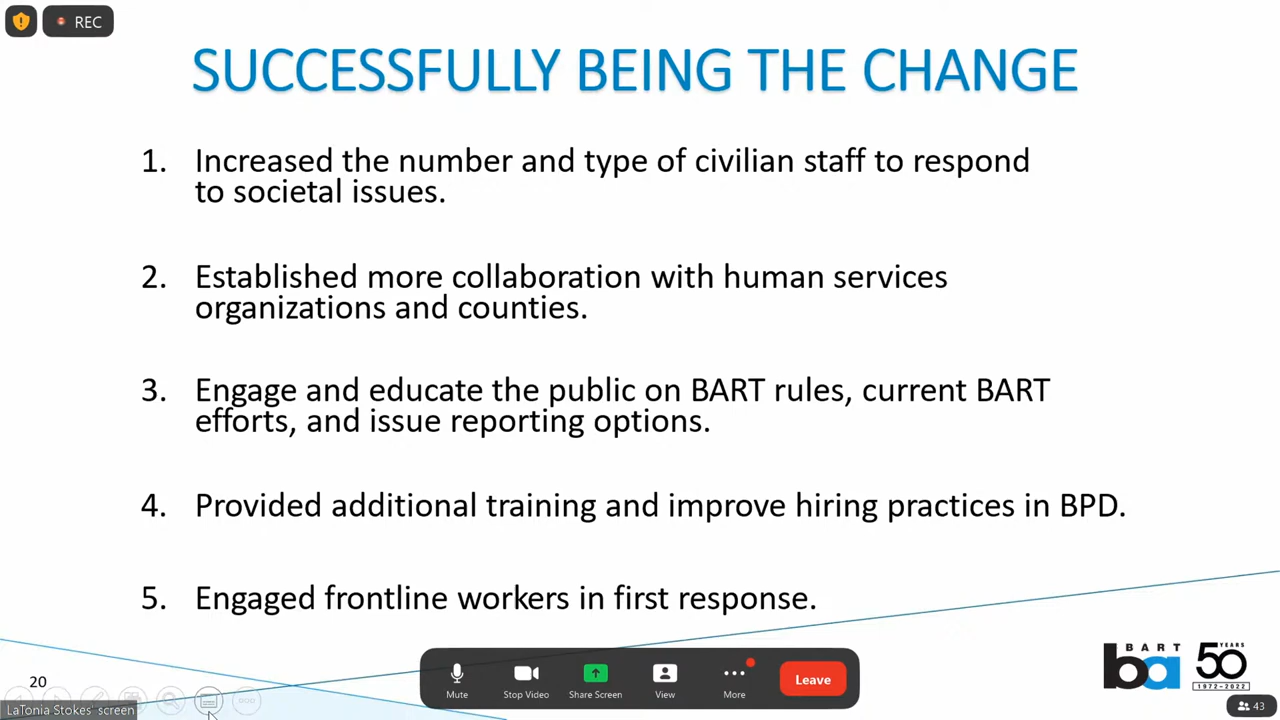 REC
SUCCESSFULLY BEING THE CHANGE
1. Increased the number and type of civilian staff to respond
to societal issues.
2. Established more collaboration with human services
organizations and counties.
3. Engage and educate the public on BART rules, current BART
efforts, and issue reporting options.
4. Provided additional training and improve hiring practices in BPD.
5. Engaged frontline workers in first response.
BART
ba
50
YEARS
1972-2022
20
Mute
Stop Video
Share Screen
View
More
Leave
LaTonia Stokes' screen
43